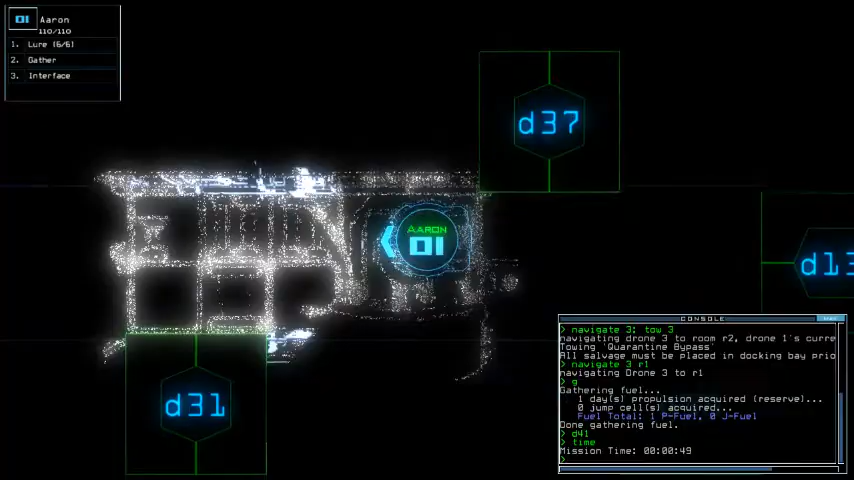 01 Aaron
110/110
1. Lure (6/6)
2. Gather
3. Interface
d37
AARON
01
d13
d31
CONSOLE
> navigate 3: tow 3
navigating drone 3 to room r2, drone 1's curre
Towing 'Quarantine Bypass'
All salvage must be placed in docking bay prio
> navigate 3 r1
navigating Drone 3 to r1
> g
Gathering fuel...
1 day(s) propulsion acquired (reserve)...
0 jump cell(s) acquired...
Fuel Total: 1 P-Fuel, 0 J-Fuel
Done gathering fuel.
> d41
> time
Mission Time: 00:00:49
>